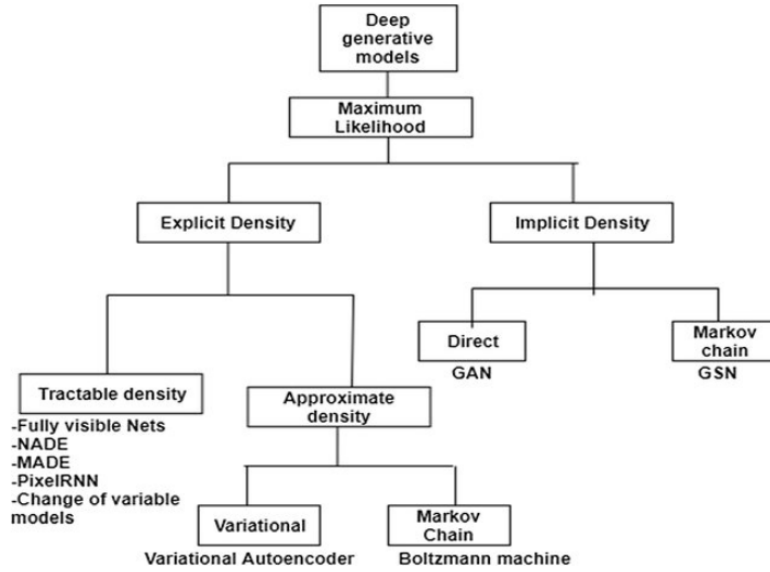 Deep
generative
models
Maximum
Likelihood
Explicit Density
Implicit Density
Direct
GAN
Markov
chain
GSN
Tractable density
-Fully visible Nets
-NADE
-MADE
-PixelRNN
-Change of variable
models
Approximate
density
Variational
Variational Autoencoder
Markov
Chain
Boltzmann machine